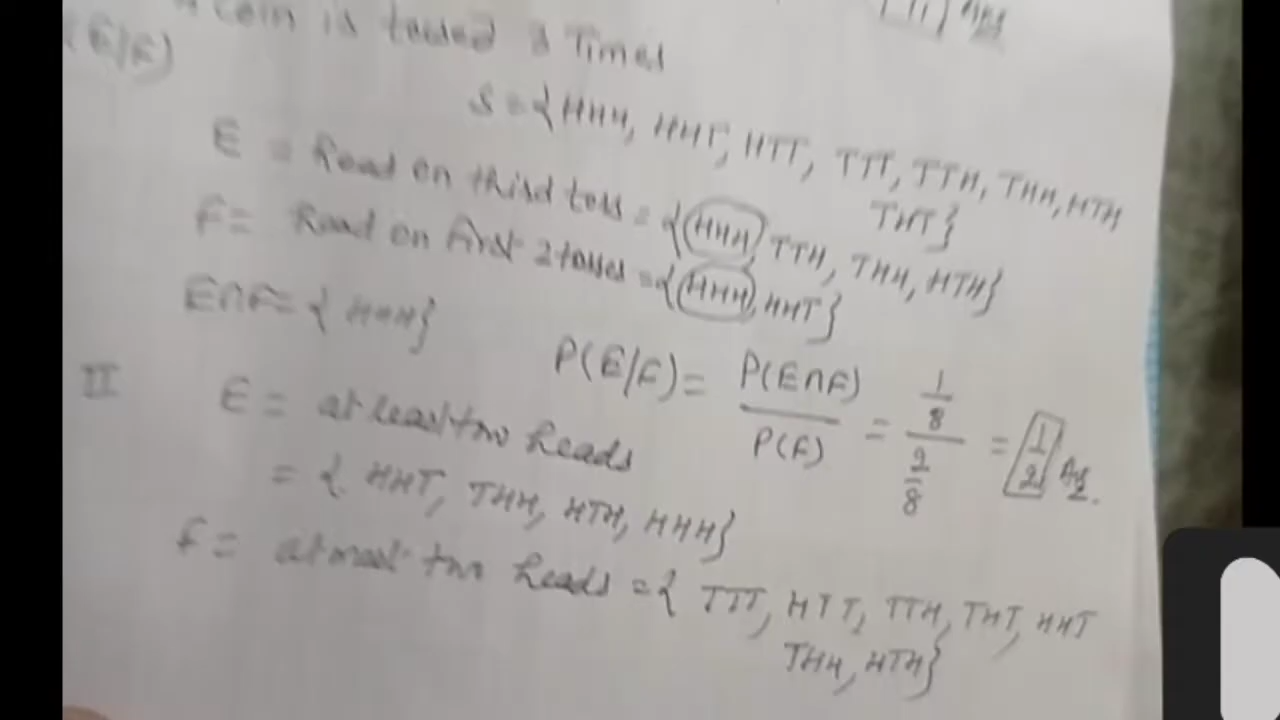 coin is tossed 3 Times
(E/F)
S = {HHH, HHT, HTT, TTT, TTH, THH, HTH
THT}
E = Head on third toss = {HHH, TTH, THH, HTH}
F = Head on first 2 tosses = {HHH, HHT}
E∩F = {HHH}
P(E/F) = P(E∩F)/P(F) = 1/8 / 2/8 = 1/2 Ans.
II E = at least two heads
= {HHT, THH, HTH, HHH}
F = at most two heads = {TTT, HTT, TTH, THT, HHT
THH, HTH}